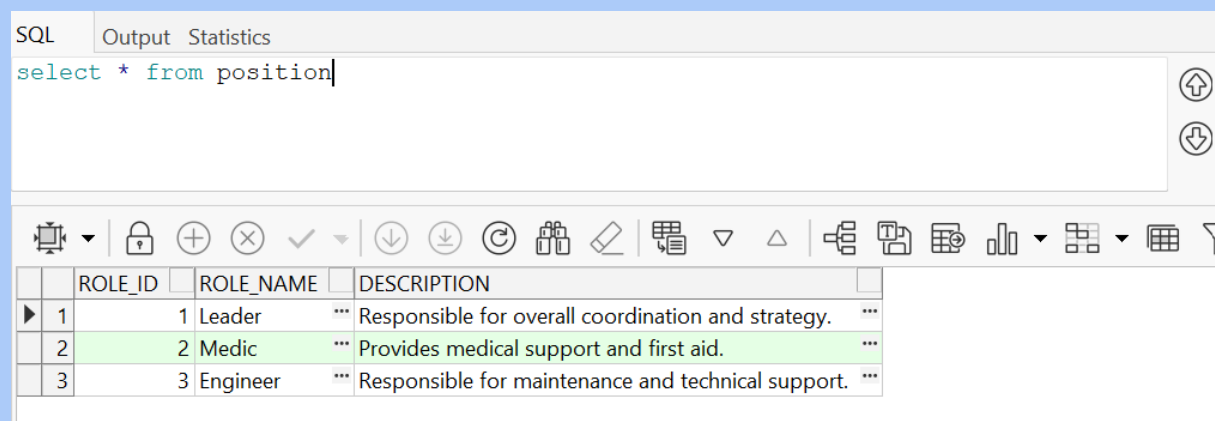 SQL Output Statistics
select * from position
ROLE_ID ROLE_NAME DESCRIPTION
1 1 Leader ... Responsible for overall coordination and strategy. ...
2 2 Medic ... Provides medical support and first aid. ...
3 3 Engineer ... Responsible for maintenance and technical support. ...